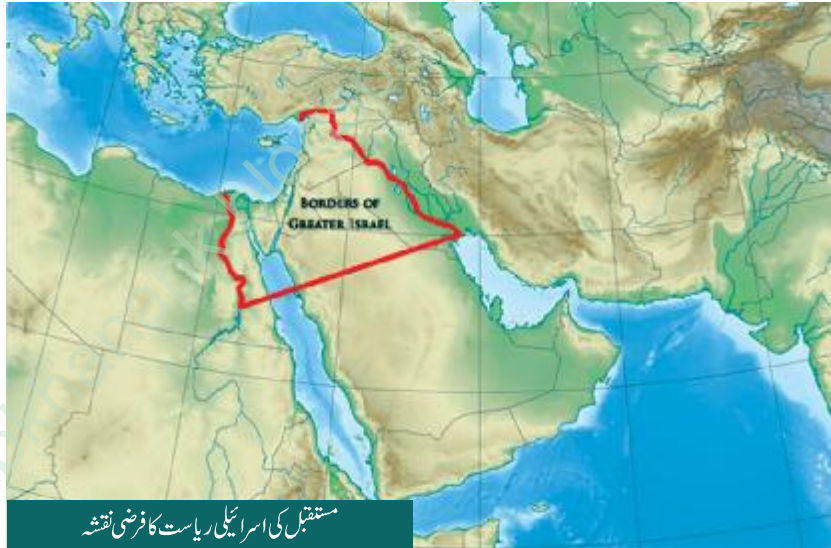 BORDERS OF
GREATER ISRAEL
مستقبل کی اسرائیلی ریاست کا فرضی نقشہ